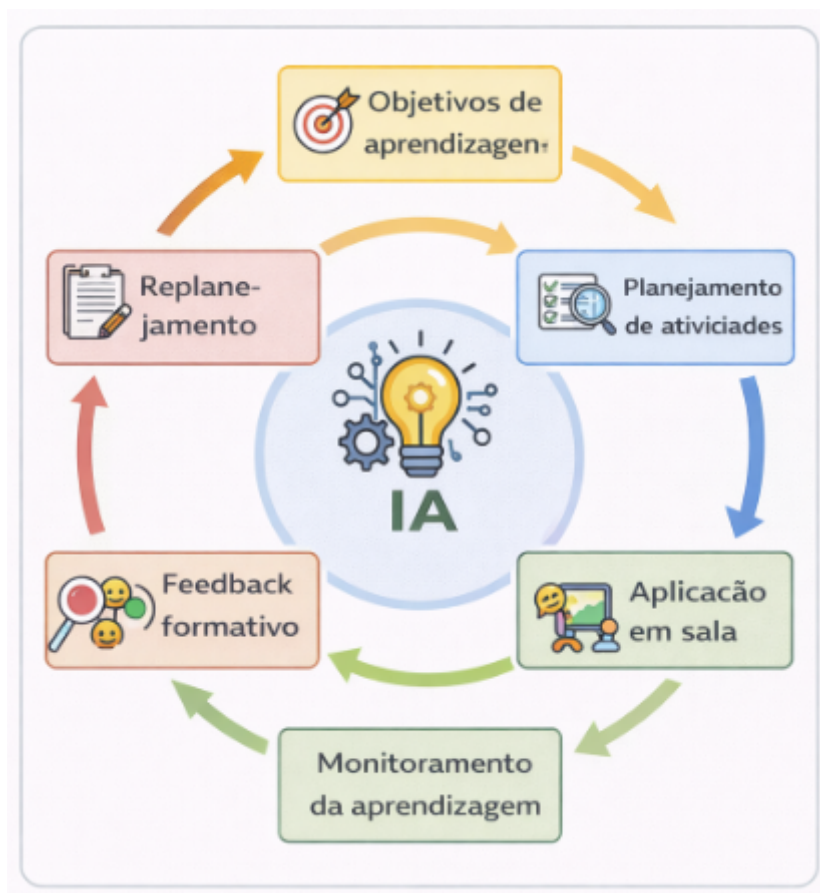 Objetivos de
aprendizagen
Planejamento
de ativiciades
Aplicacão
em sala
Monitoramento
da aprendizagem
Feedback
formativo
Replane-
jamento
IA